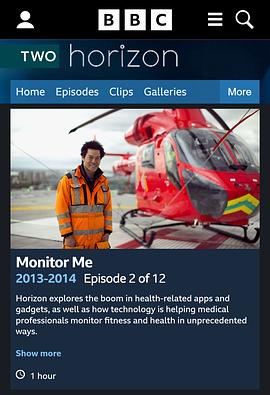 BBC
TWO horizon
Home Episodes Clips Galleries More
Monitor Me
2013-2014 Episode 2 of 12
Horizon explores the boom in health-related apps and
gadgets, as well as how technology is helping medical
professionals monitor fitness and health in unprecedented
ways.
Show more
1 hour